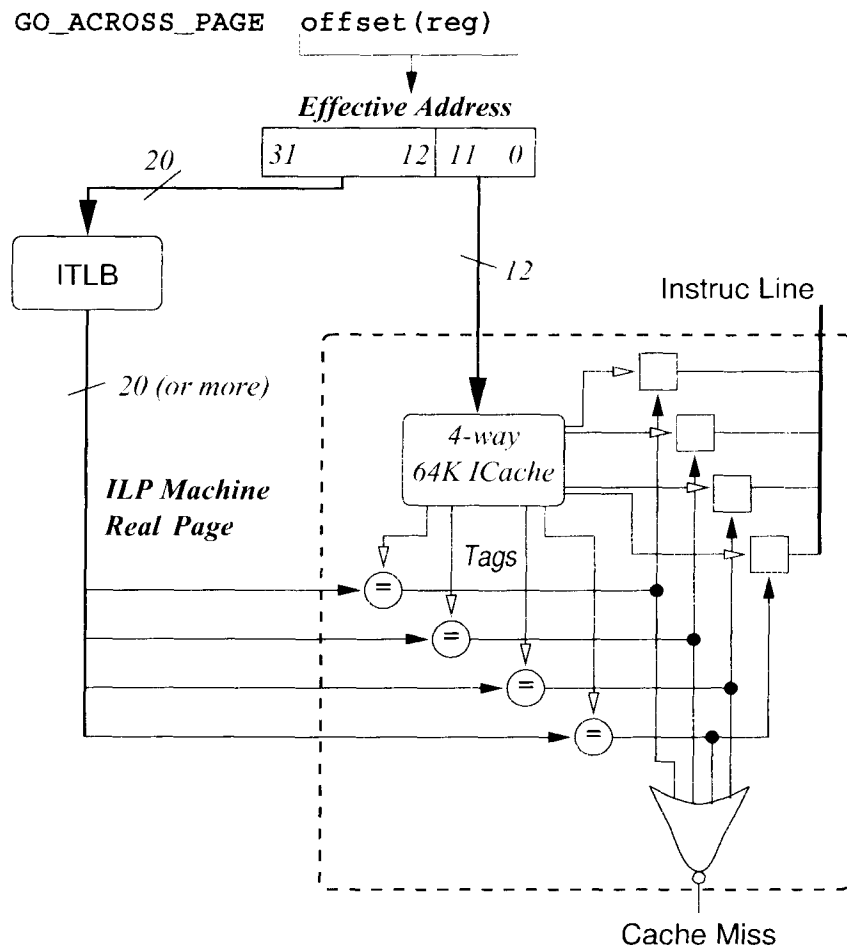 GO_ACROSS_PAGE offset(reg)
Effective Address
31 12 11 0
20
ITLB
12
Instruc Line
20 (or more)
4-way
64K ICache
ILP Machine
Real Page
Tags
=
=
=
=
Cache Miss